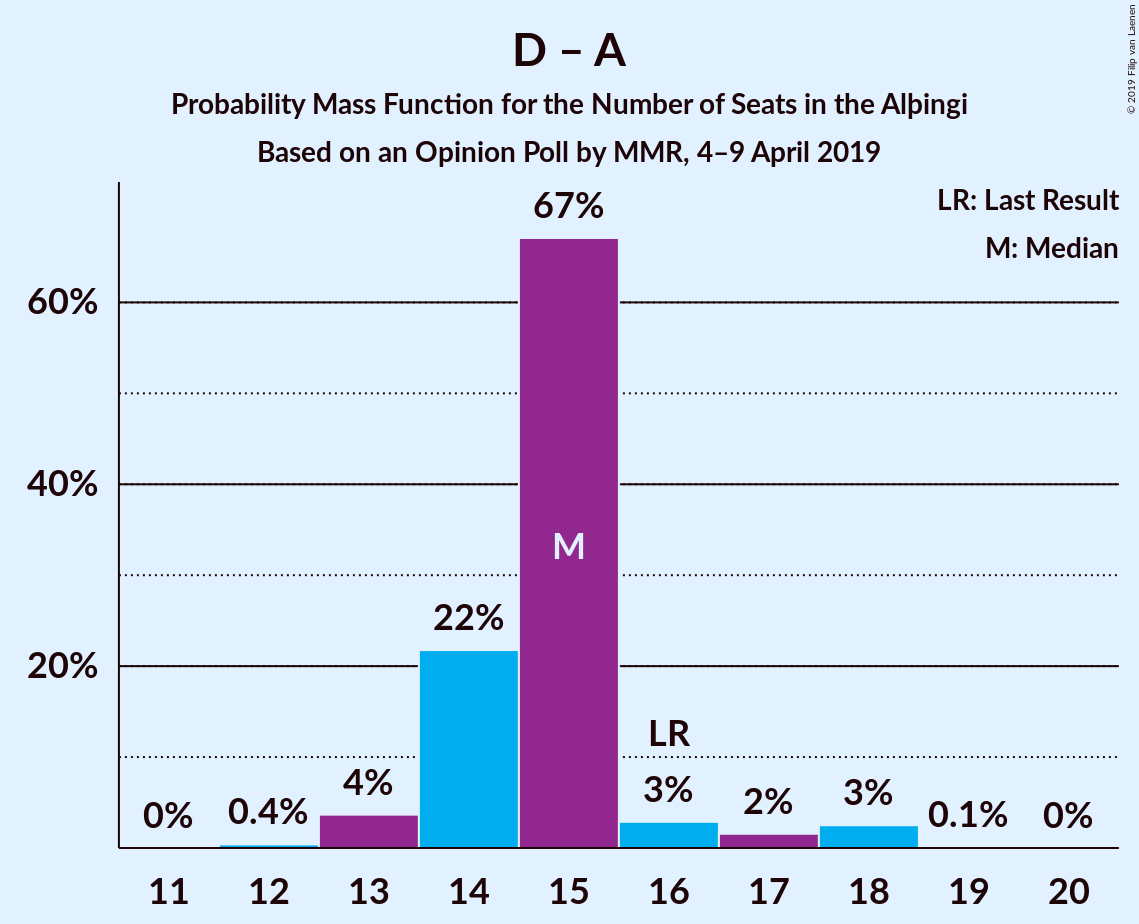 D – A
Probability Mass Function for the Number of Seats in the Alþingi
Based on an Opinion Poll by MMR, 4–9 April 2019
© 2019 Filip van Laenen
LR: Last Result
M: Median
67%
60%
40%
M
22%
20%
LR
4%
3%
2%
3%
0%
0.4%
0.1%
0%
11 12 13 14 15 16 17 18 19 20